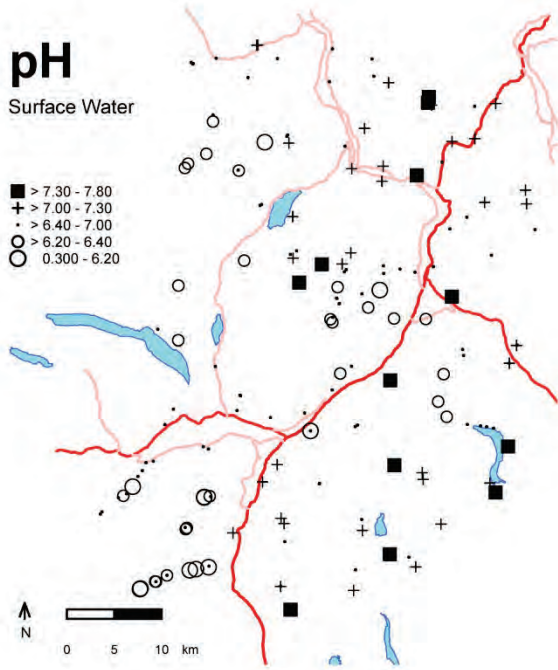 pH
Surface Water
> 7.30 - 7.80
> 7.00 - 7.30
> 6.40 - 7.00
> 6.20 - 6.40
0.300 - 6.20
N
0 5 10 km